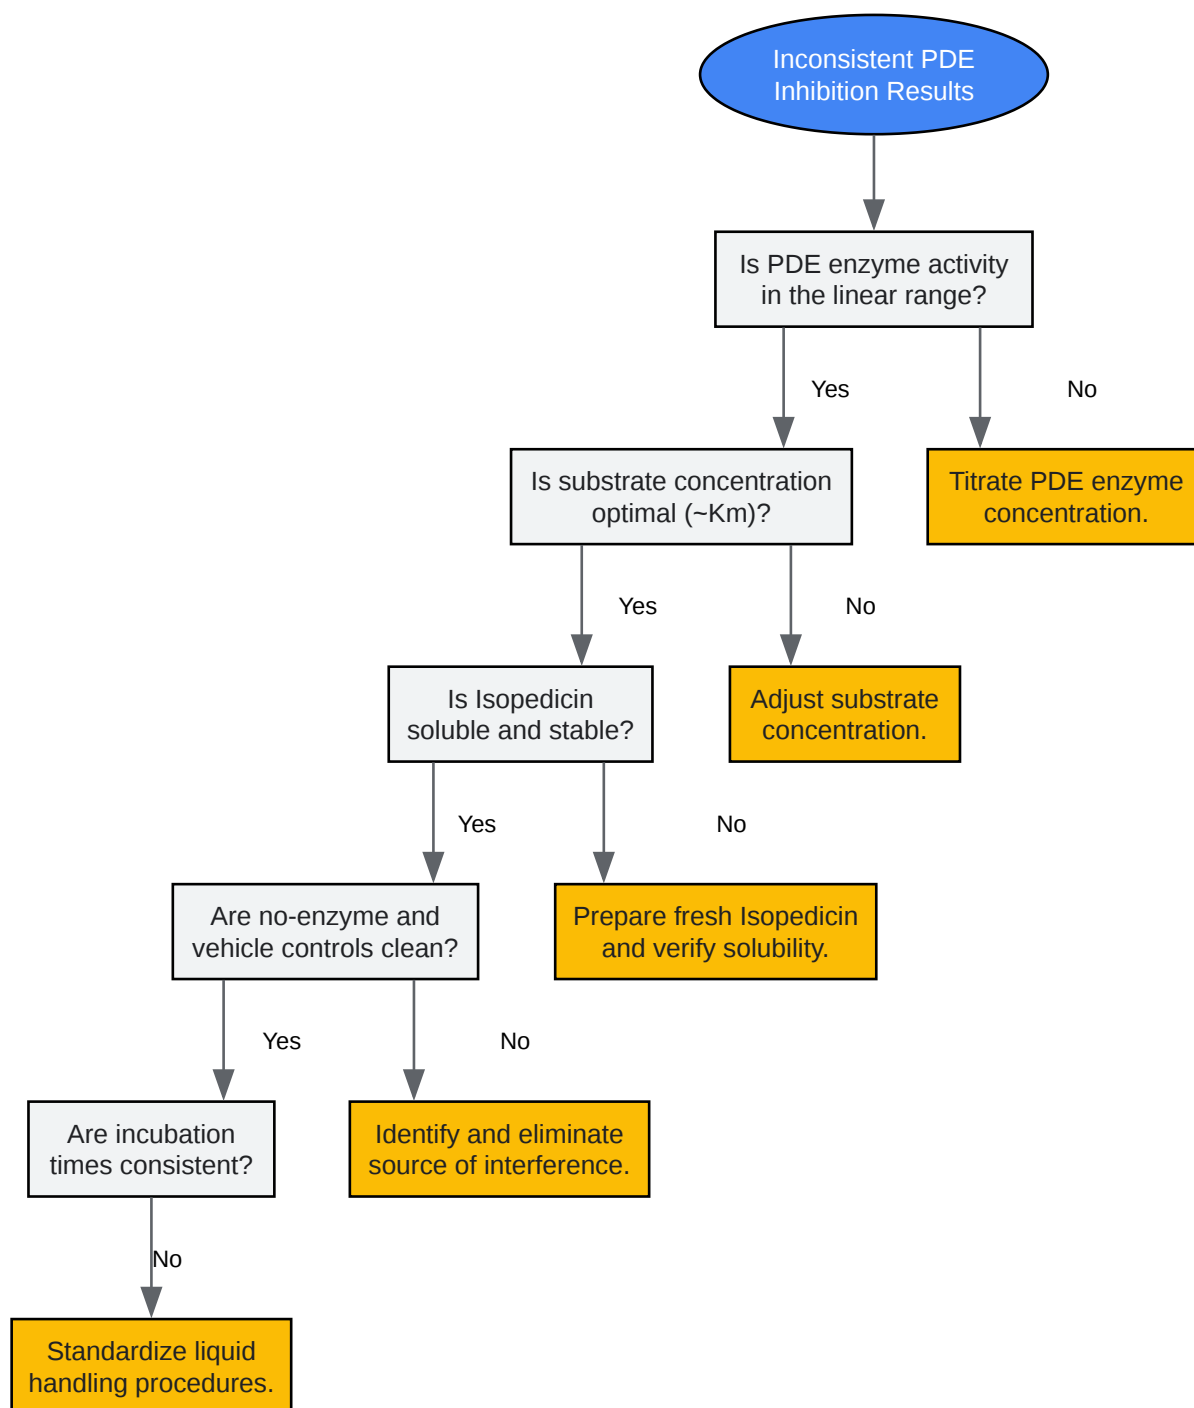 Inconsistent PDE
Inhibition Results
Is PDE enzyme activity
in the linear range?
Yes
No
Is substrate concentration
optimal (~Km)?
Titrate PDE enzyme
concentration.
Yes
No
Is Isopedicin
soluble and stable?
Adjust substrate
concentration.
Yes
No
Are no-enzyme and
vehicle controls clean?
Prepare fresh Isopedicin
and verify solubility.
Yes
No
Are incubation
times consistent?
Identify and eliminate
source of interference.
No
Standardize liquid
handling procedures.